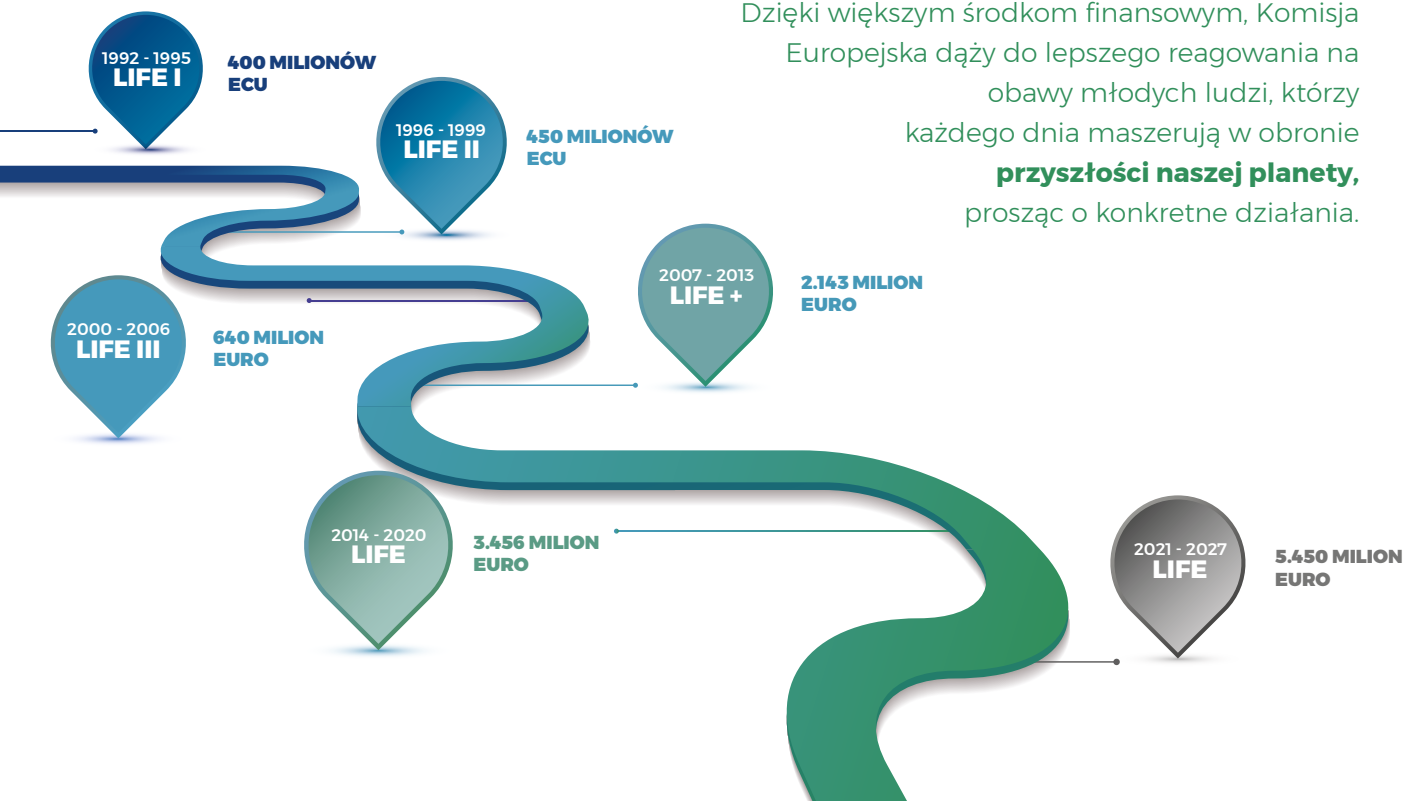 Dzięki większym środkom finansowym, Komisja
Europejska dąży do lepszego reagowania na
obawy młodych ludzi, którzy
każdego dnia maszerują w obronie
przyszłości naszej planety,
prosząc o konkretne działania.
1992 - 1995
LIFE I
400 MILIONÓW
ECU
1996 - 1999
LIFE II
450 MILIONÓW
ECU
2000 - 2006
LIFE III
640 MILION
EURO
2007 - 2013
LIFE +
2.143 MILION
EURO
2014 - 2020
LIFE
3.456 MILION
EURO
2021 - 2027
LIFE
5.450 MILION
EURO